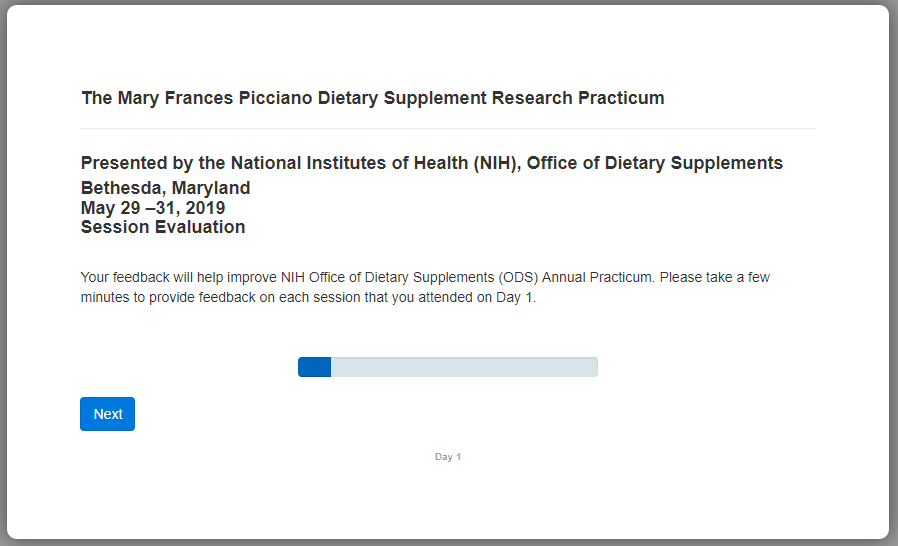 The Mary Frances Picciano Dietary Supplement Research Practicum
Presented by the National Institutes of Health (NIH), Office of Dietary Supplements
Bethesda, Maryland
May 29 –31, 2019
Session Evaluation
Your feedback will help improve NIH Office of Dietary Supplements (ODS) Annual Practicum. Please take a few
minutes to provide feedback on each session that you attended on Day 1.
Next
Day 1